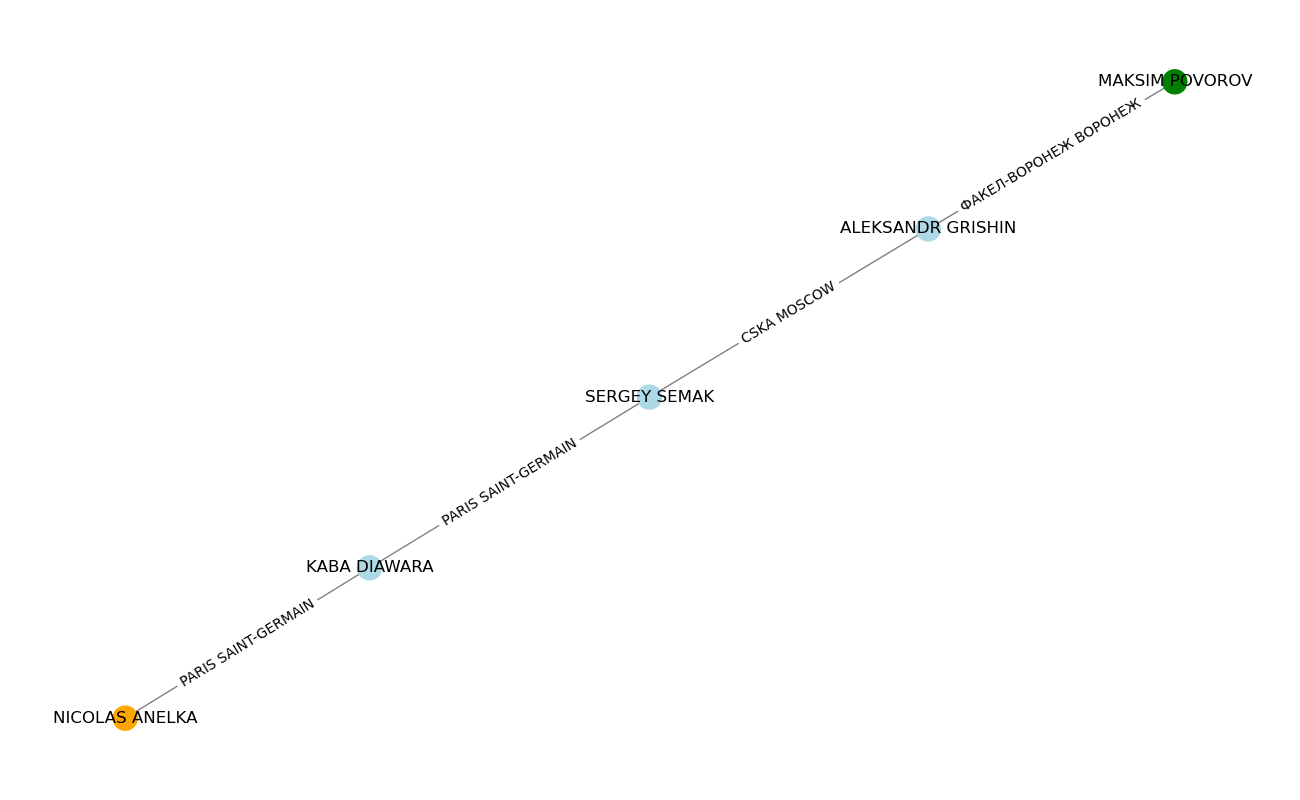 MAKSIM POVOROV
ФАКЕЛ-ВОРОНЕЖ ВОРОНЕЖ
ALEKSANDR GRISHIN
CSKA MOSCOW
SERGEY SEMAK
PARIS SAINT-GERMAIN
KABA DIAWARA
PARIS SAINT-GERMAIN
NICOLAS ANELKA